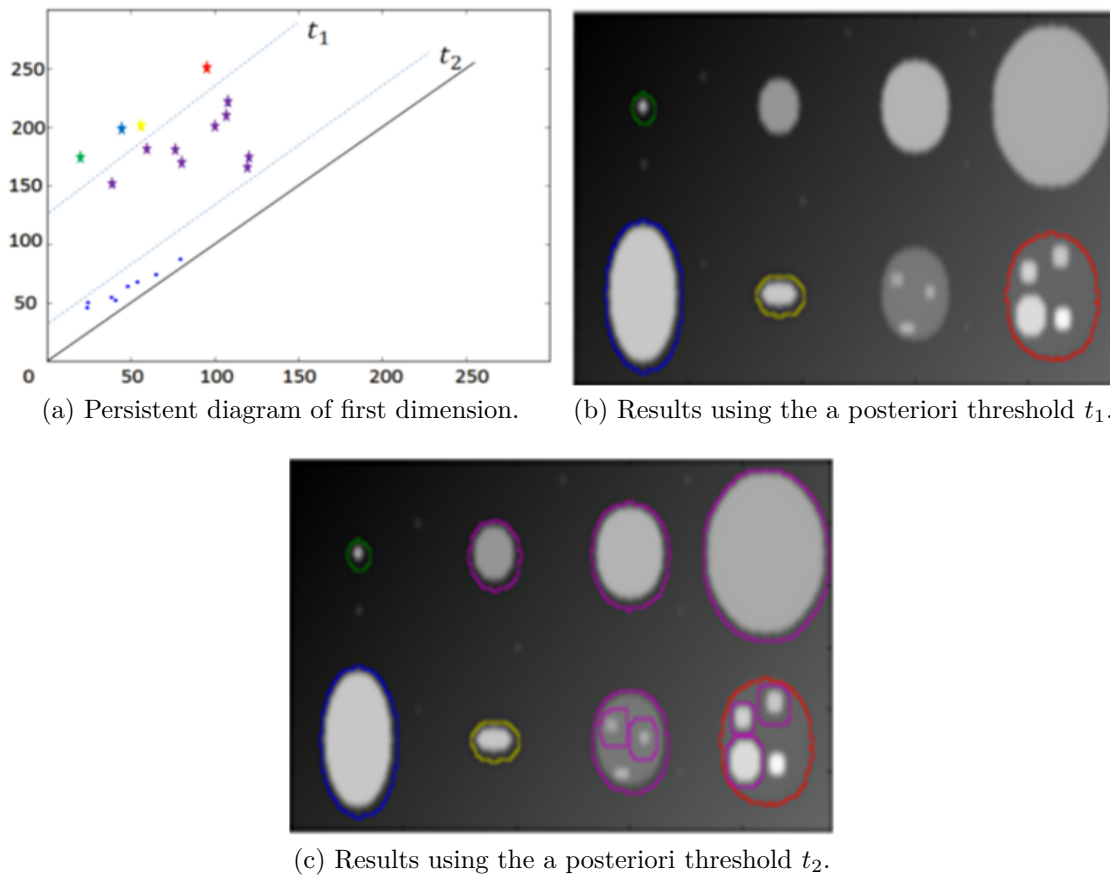 t₁
t₂
250
200
150
100
50
0
50
100
150
200
250
(a) Persistent diagram of first dimension.
(b) Results using the a posteriori threshold t₁.
(c) Results using the a posteriori threshold t₂.